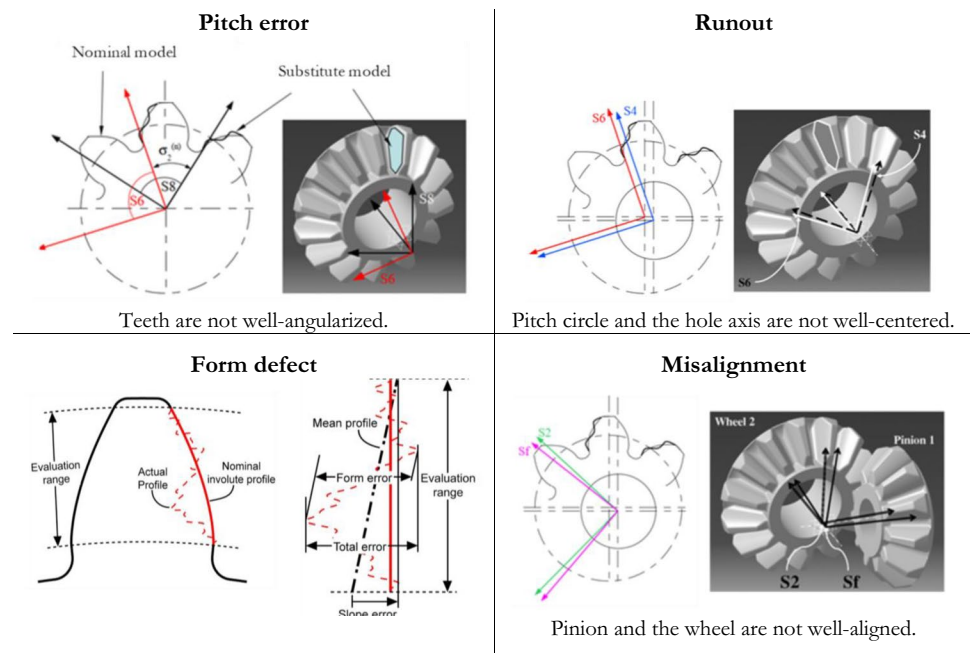 Pitch error
Nominal model
Substitute model
σ₂⁽ⁿ⁾
S8
S6
S8
S6
Teeth are not well-angularized.
Runout
S6
S4
S4
S6
Pitch circle and the hole axis are not well-centered.
Form defect
Evaluation
range
Actual
Profile
Nominal
involute profile
Mean profile
Form error
Evaluation
range
Total error
Slope error
Misalignment
S2
Sf
Wheel 2
Pinion 1
S2
Sf
Pinion and the wheel are not well-aligned.